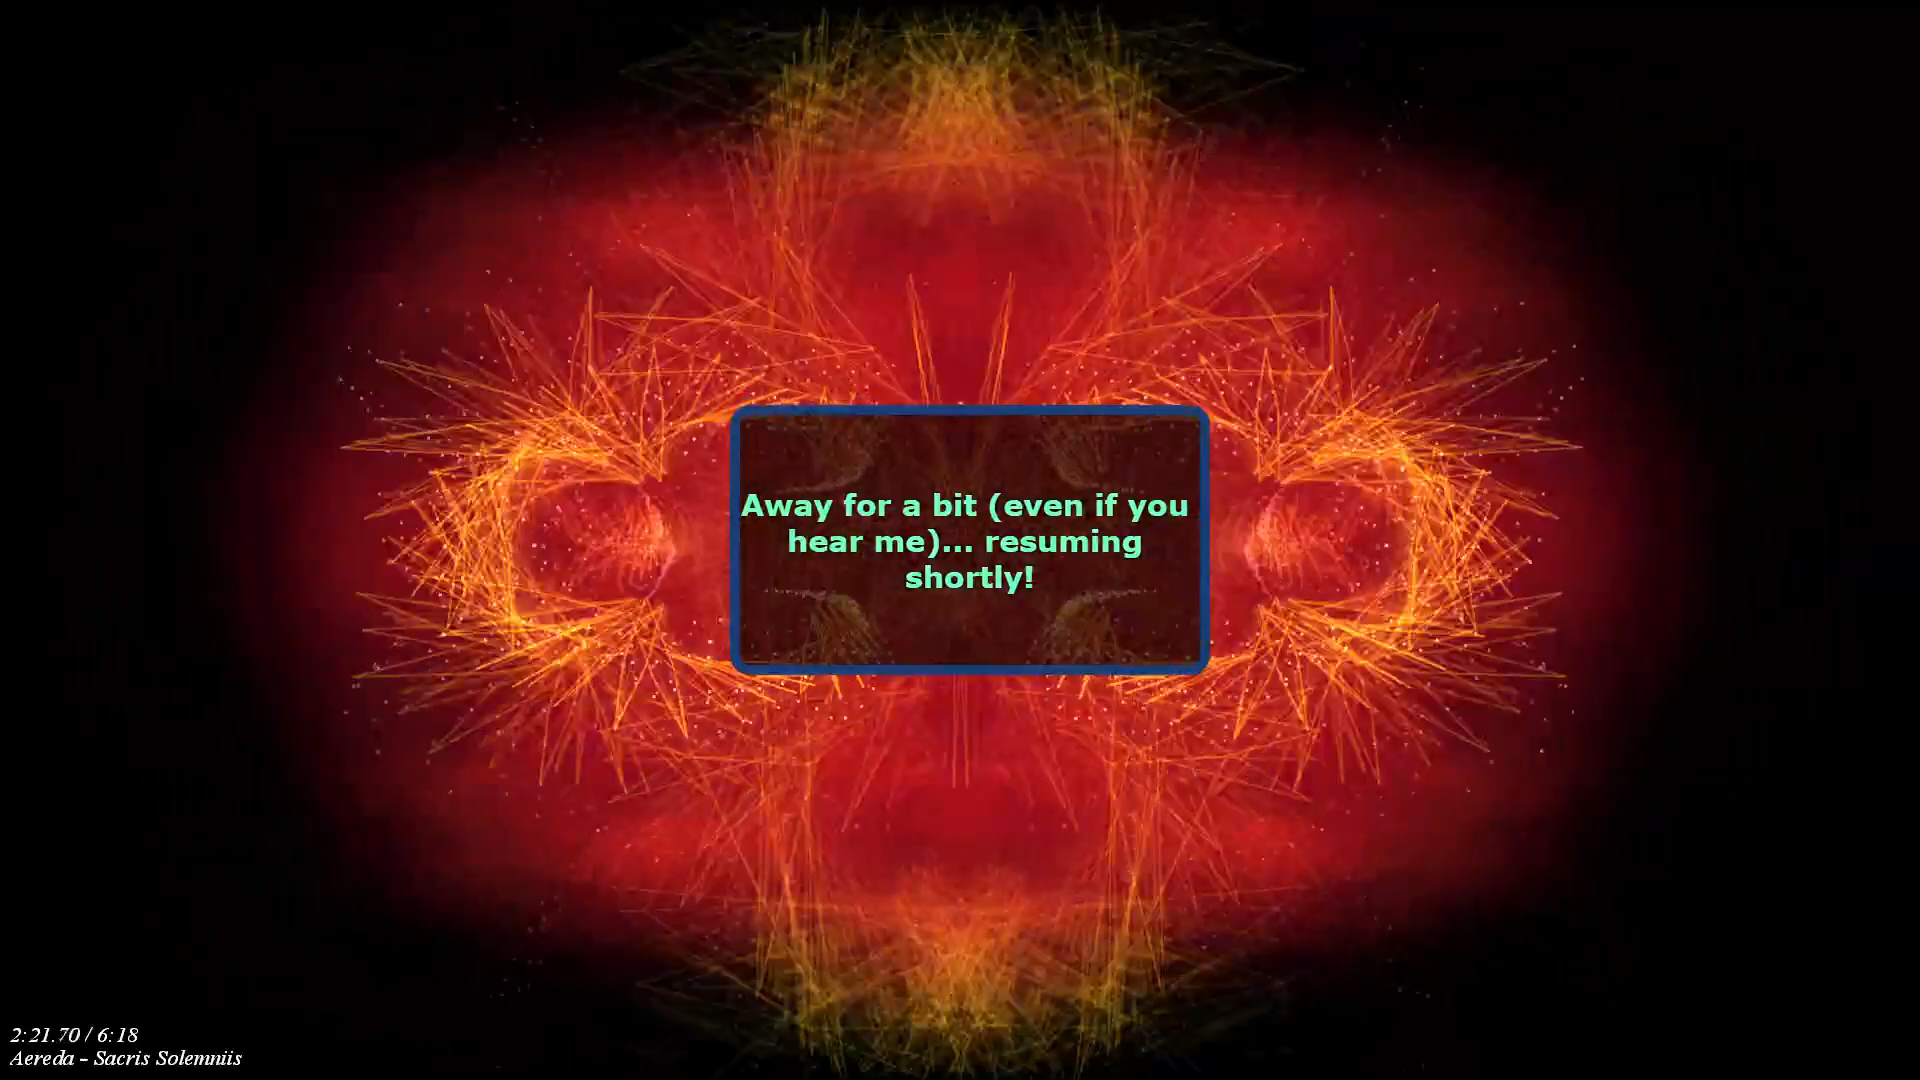 Away for a bit (even if you
hear me)... resuming
shortly!
2:21.70 / 6:18
Aereda - Sacris Solemniis